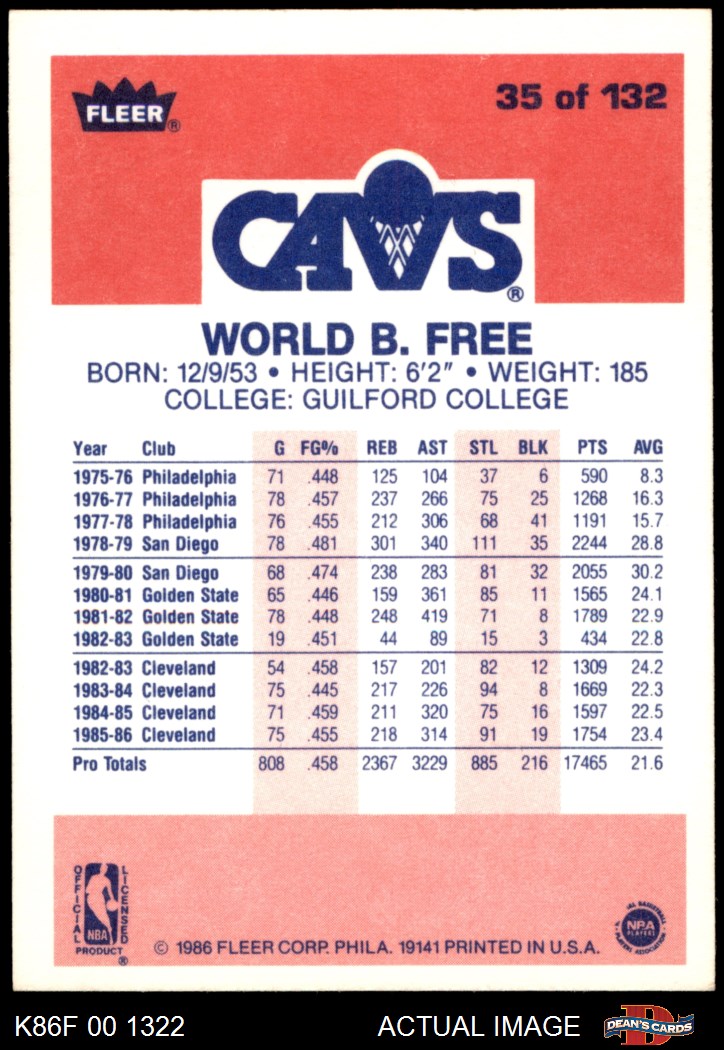 FLEER ®
35 of 132
CAVS ®
WORLD B. FREE
BORN: 12/9/53 • HEIGHT: 6'2" • WEIGHT: 185
COLLEGE: GUILFORD COLLEGE
Year Club G FG% REB AST STL BLK PTS AVG
1975-76 Philadelphia 71 .448 125 104 37 6 590 8.3
1976-77 Philadelphia 78 .457 237 266 75 25 1268 16.3
1977-78 Philadelphia 76 .455 212 306 68 41 1191 15.7
1978-79 San Diego 78 .481 301 340 111 35 2244 28.8
1979-80 San Diego 68 .474 238 283 81 32 2055 30.2
1980-81 Golden State 65 .446 159 361 85 11 1565 24.1
1981-82 Golden State 78 .448 248 419 71 8 1789 22.9
1982-83 Golden State 19 .451 44 89 15 3 434 22.8
1982-83 Cleveland 54 .458 157 201 82 12 1309 24.2
1983-84 Cleveland 75 .445 217 226 94 8 1669 22.3
1984-85 Cleveland 71 .459 211 320 75 16 1597 22.5
1985-86 Cleveland 75 .455 218 314 91 19 1754 23.4
Pro Totals 808 .458 2367 3229 885 216 17465 21.6
OFFICIAL LICENSED
NBA
PRODUCT ®
© 1986 FLEER CORP. PHILA. 19141 PRINTED IN U.S.A.
NPA
PLAYERS
PLAYERS ASSOCIATION
K86F 00 1322 ACTUAL IMAGE
D
DEAN'S CARDS